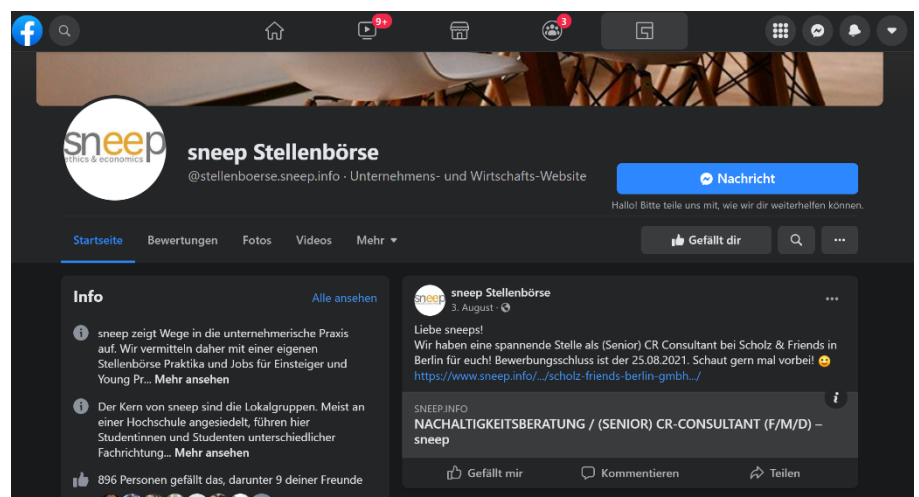 9+
3
sneep
ethics & economics
sneep Stellenbörse
@stellenboerse.sneep.info · Unternehmens- und Wirtschafts-Website
Nachricht
Hallo! Bitte teile uns mit, wie wir dir weiterhelfen können.
Startseite Bewertungen Fotos Videos Mehr
Gefällt dir
Info
Alle ansehen
sneep zeigt Wege in die unternehmerische Praxis
auf. Wir vermitteln daher mit einer eigenen
Stellenbörse Praktika und Jobs für Einsteiger und
Young Pr... Mehr ansehen
Der Kern von sneep sind die Lokalgruppen. Meist an
einer Hochschule angesiedelt, führen hier
Studentinnen und Studenten unterschiedlicher
Fachrichtung... Mehr ansehen
896 Personen gefällt das, darunter 9 deiner Freunde
sneep
sneep Stellenbörse
3. August ·
Liebe sneeps!
Wir haben eine spannende Stelle als (Senior) CR Consultant bei Scholz & Friends in
Berlin für euch! Bewerbungsschluss ist der 25.08.2021. Schaut gern mal vorbei! 😀
https://www.sneep.info/.../scholz-friends-berlin-gmbh.../
SNEEP.INFO
NACHALTIGKEITSBERATUNG / (SENIOR) CR-CONSULTANT (F/M/D) –
sneep
Gefällt mir Kommentieren Teilen